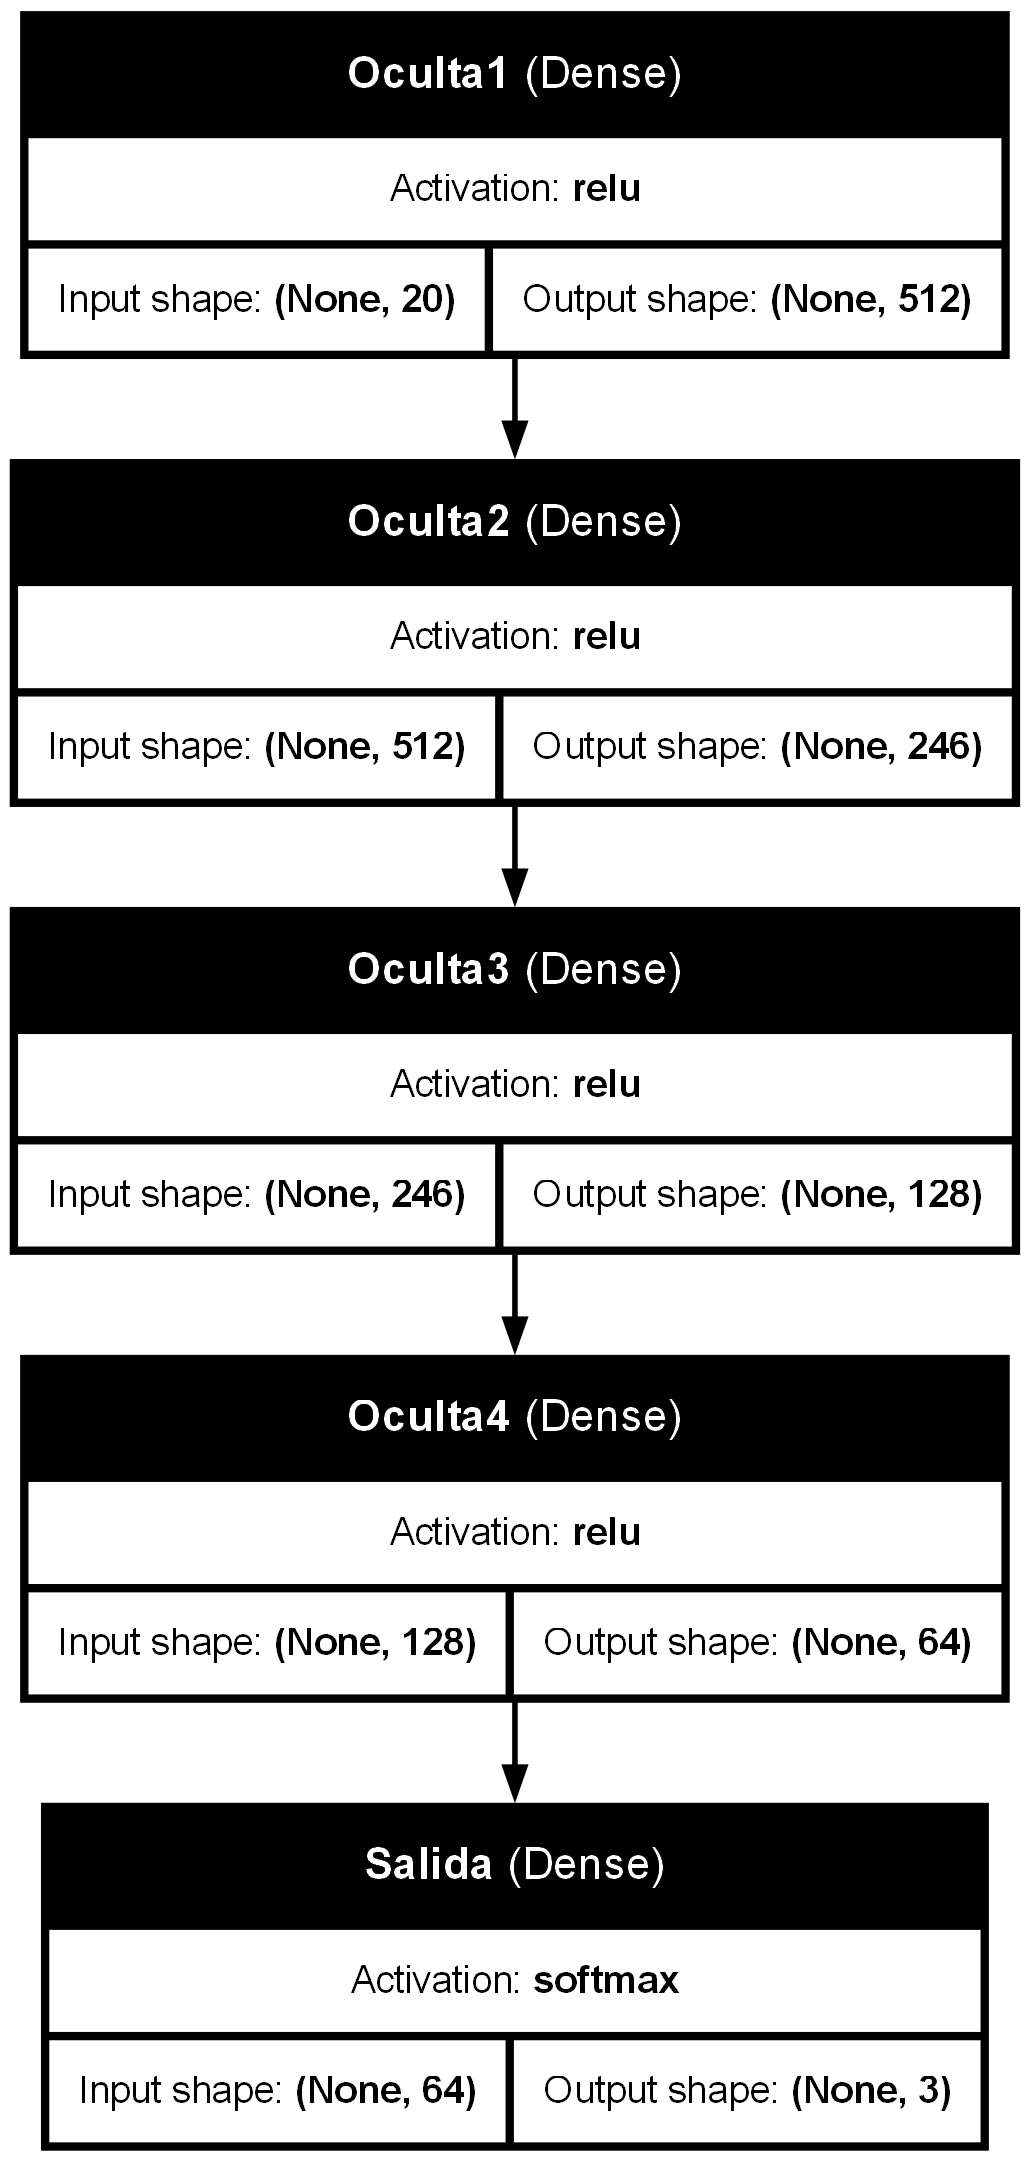 Oculta1 (Dense)
Activation: relu
Input shape: (None, 20) Output shape: (None, 512)
Oculta2 (Dense)
Activation: relu
Input shape: (None, 512) Output shape: (None, 246)
Oculta3 (Dense)
Activation: relu
Input shape: (None, 246) Output shape: (None, 128)
Oculta4 (Dense)
Activation: relu
Input shape: (None, 128) Output shape: (None, 64)
Salida (Dense)
Activation: softmax
Input shape: (None, 64) Output shape: (None, 3)